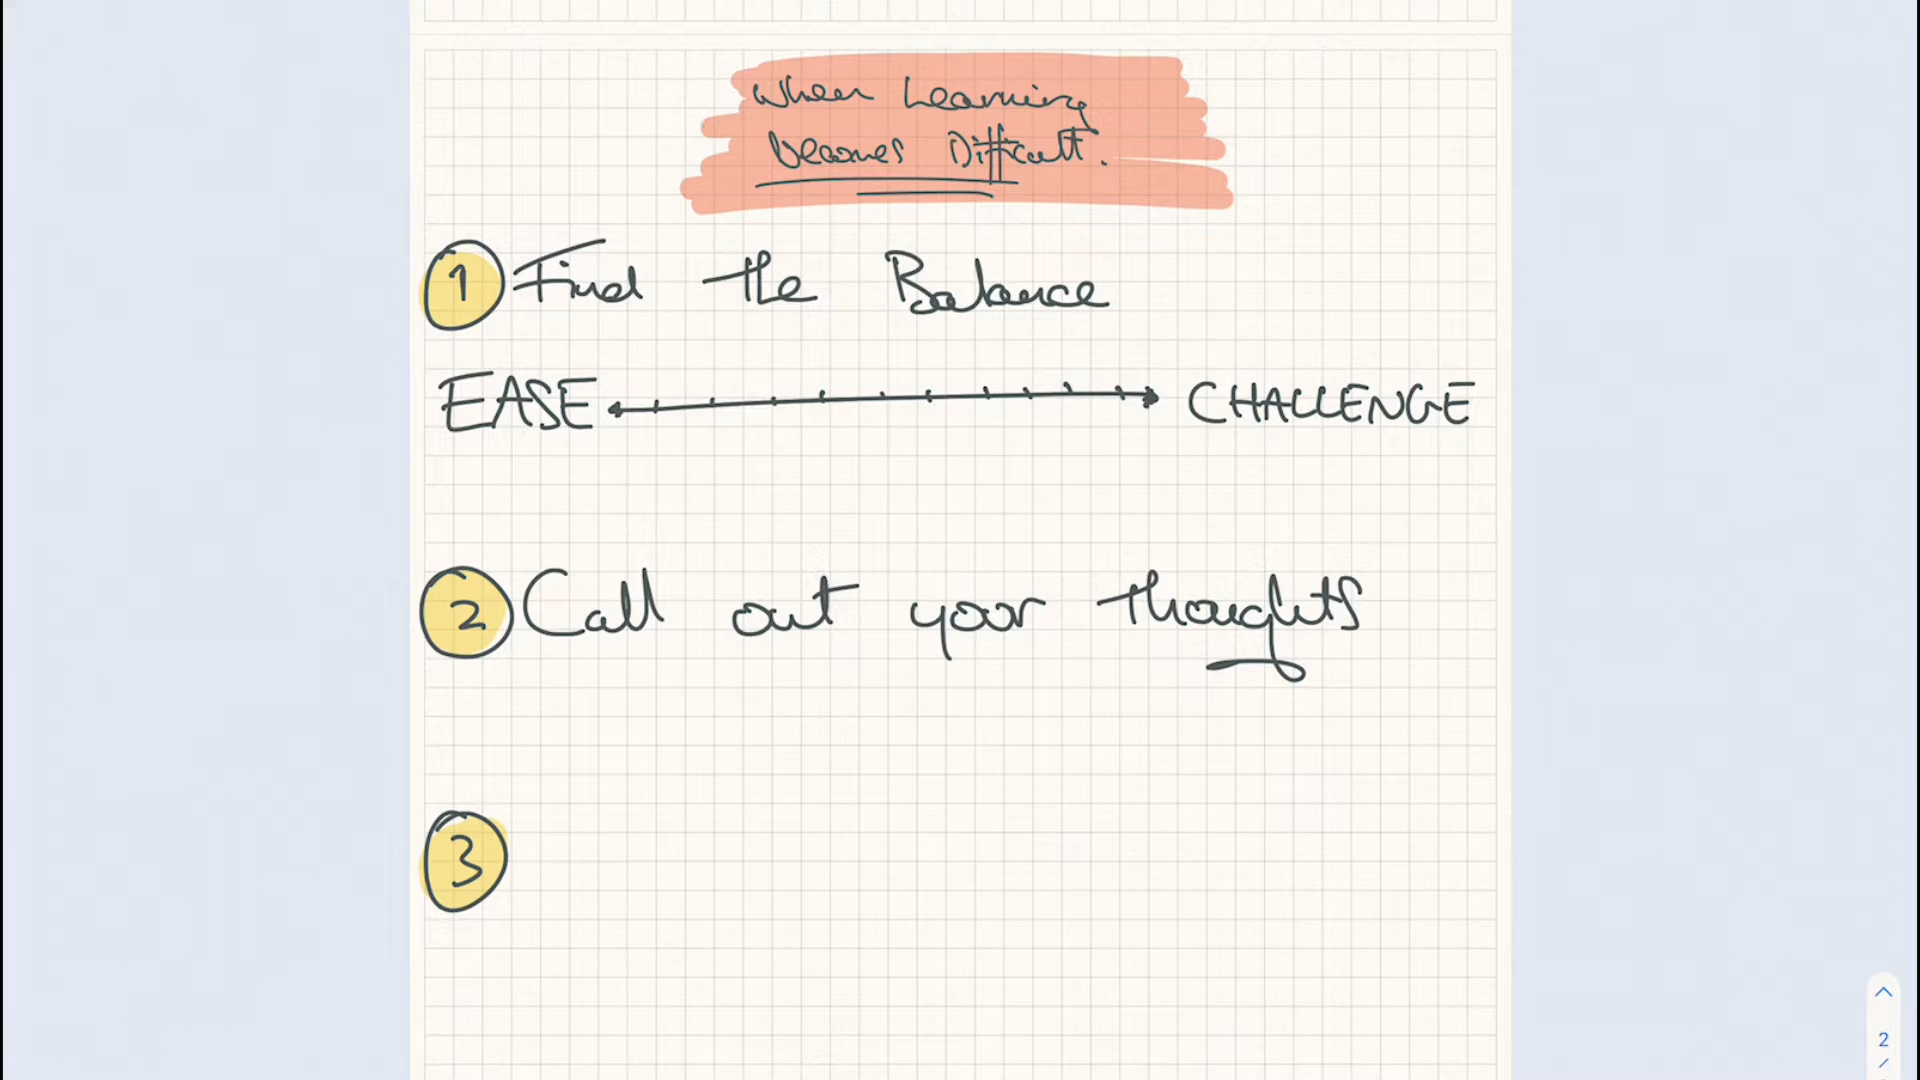 When Learning
Becomes Difficult.
1 Find the Balance
EASE CHALLENGE
2 Call out your thoughts
3
2
/